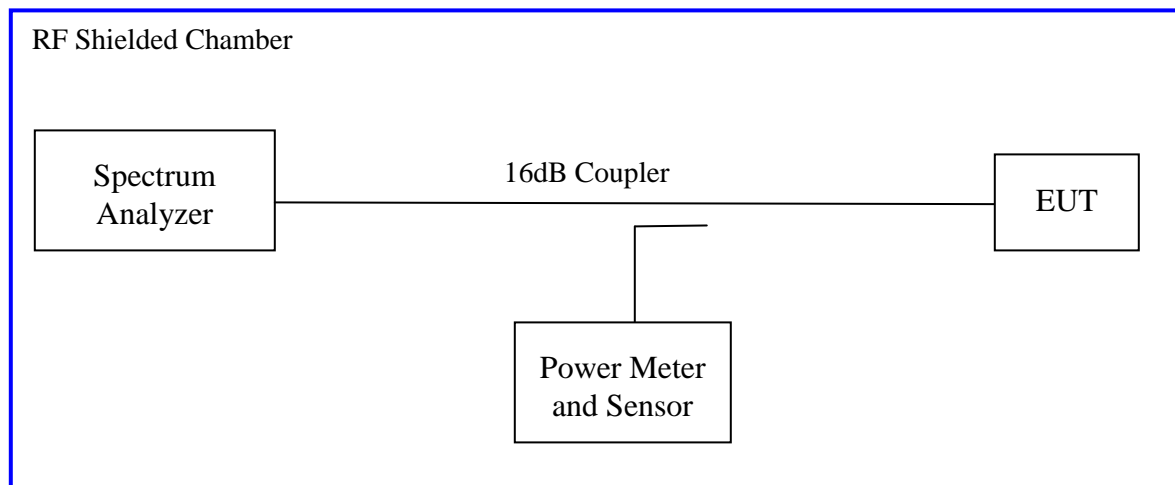 RF Shielded Chamber
Spectrum
Analyzer
16dB Coupler
EUT
Power Meter
and Sensor